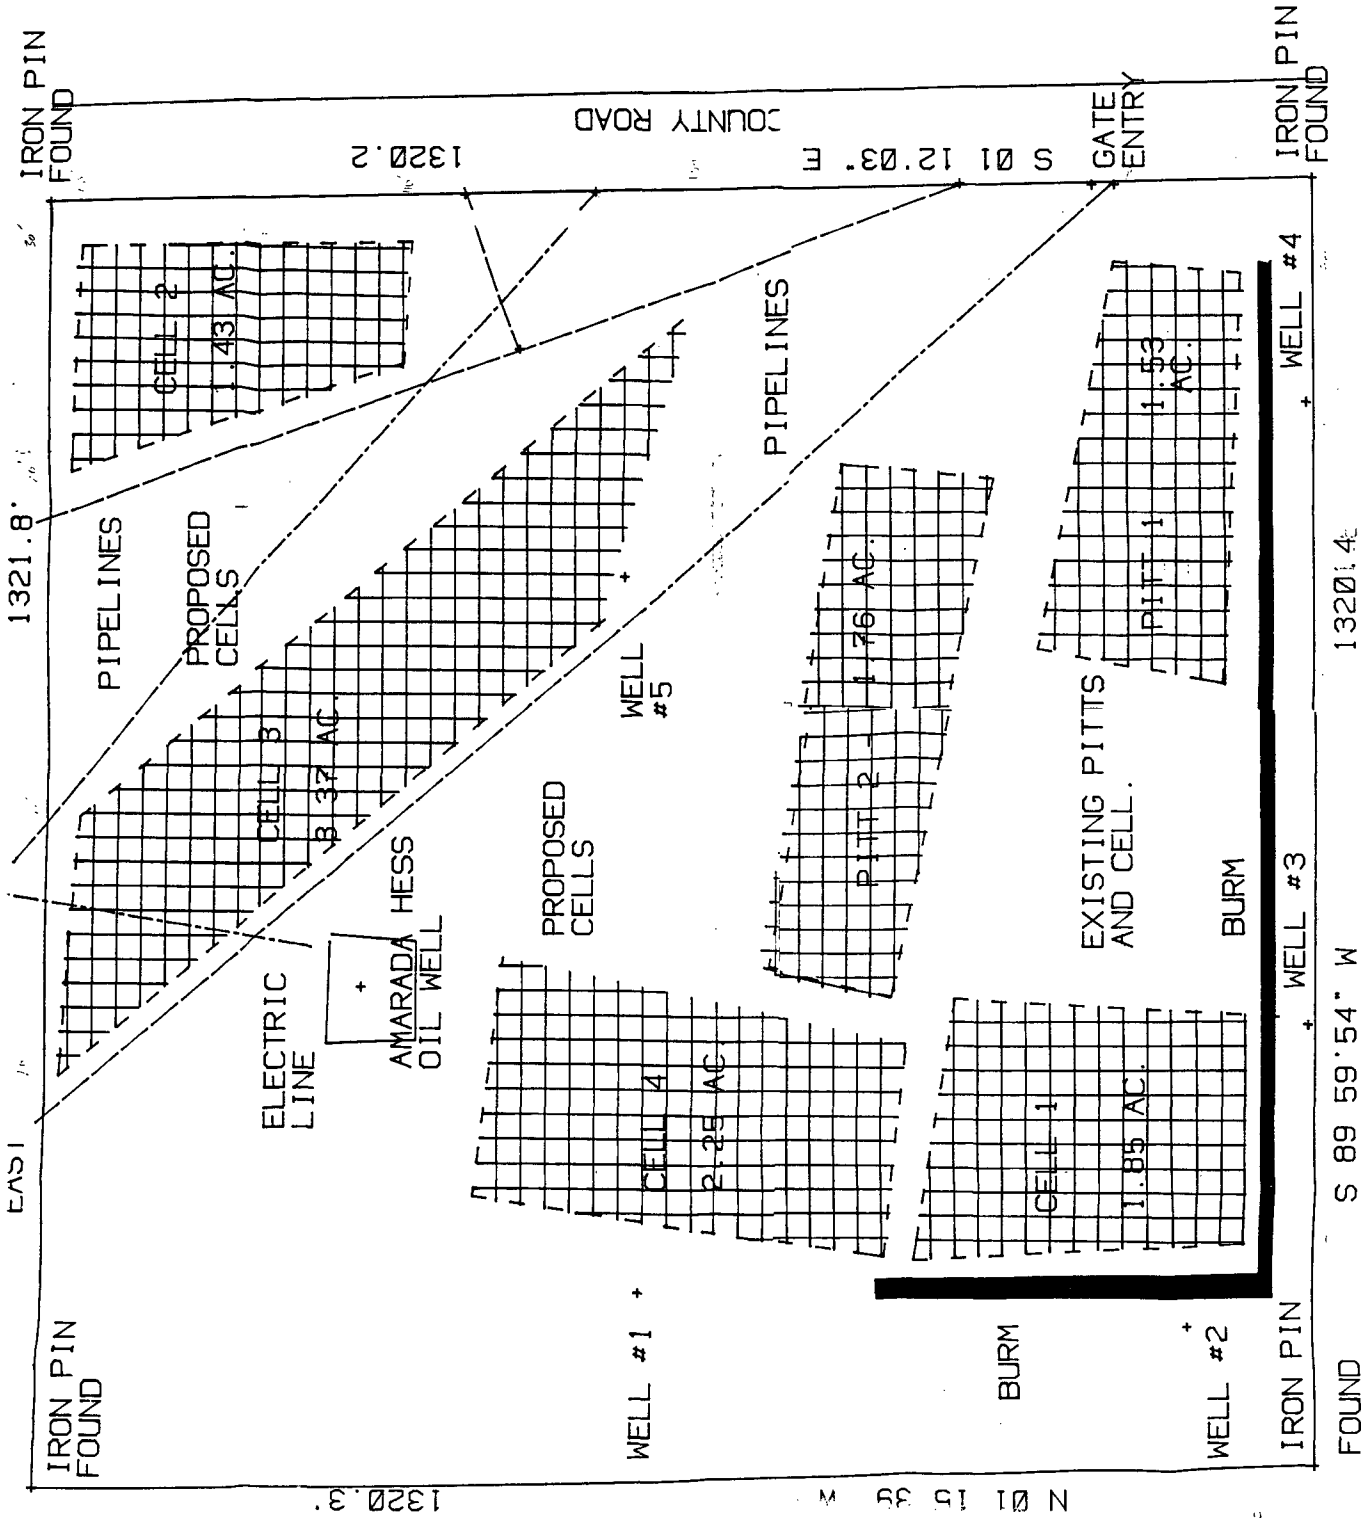 IRON PIN
FOUND
1321.8'
EAST
IRON PIN
FOUND
COUNTY ROAD
1320.2
S 01 12'03" E
GATE
ENTRY
IRON PIN
FOUND
CELL 2
1.43 AC.
PIPELINES
PROPOSED
CELLS
CELL 3
3.37 AC.
PIPELINES
WELL
#5
ELECTRIC
LINE
AMARADA HESS
OIL WELL
PROPOSED
CELLS
CELL 4
2.25 AC.
1.76 AC.
PITT 2
PITT 1
1.53
AC.
EXISTING PITTS
AND CELL.
CELL 1
1.85 AC.
BURM
WELL #4
WELL #3
WELL #1
BURM
WELL #2
IRON PIN
FOUND
S 89 59'54" W
1320.4
N 01 15 39 W
1320.3'